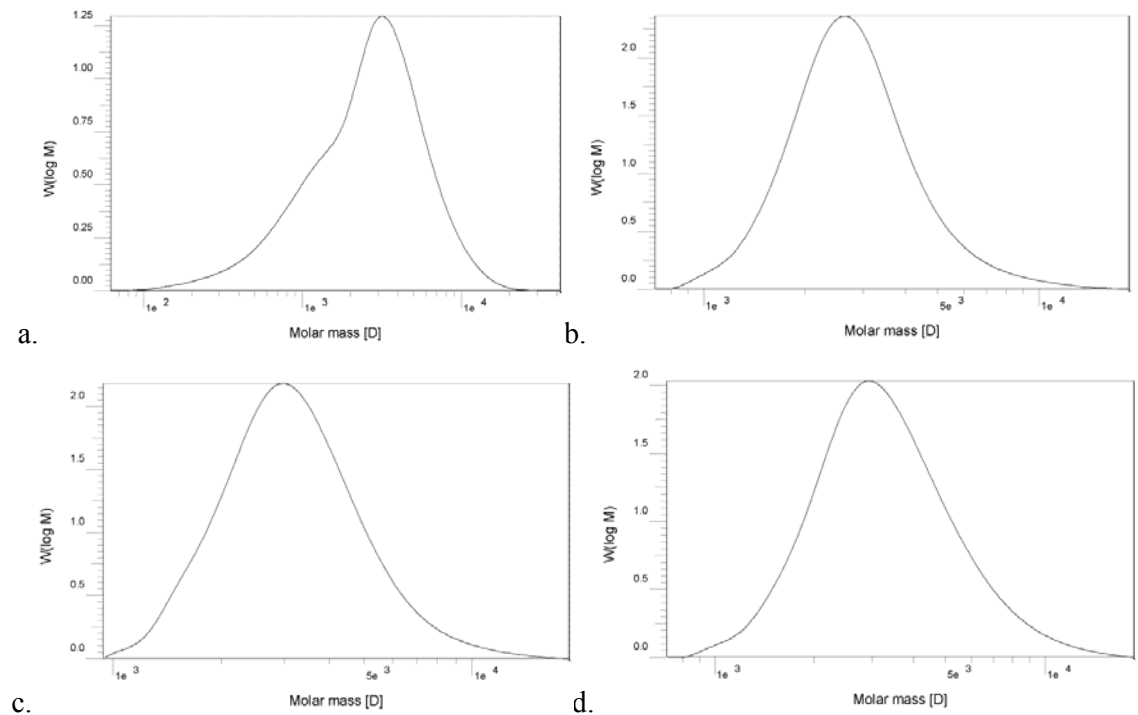 1.25
1.00
0.75
0.50
0.25
0.00
W(log M)
1e 2
1e 3
1e 4
Molar mass [D]
a.
2.0
1.5
1.0
0.5
0.0
W(log M)
1e 3
5e 3
1e 4
Molar mass [D]
b.
2.0
1.5
1.0
0.5
0.0
W(log M)
1e 3
5e 3
1e 4
Molar mass [D]
c.
2.0
1.5
1.0
0.5
0.0
W(log M)
1e 3
5e 3
1e 4
Molar mass [D]
d.